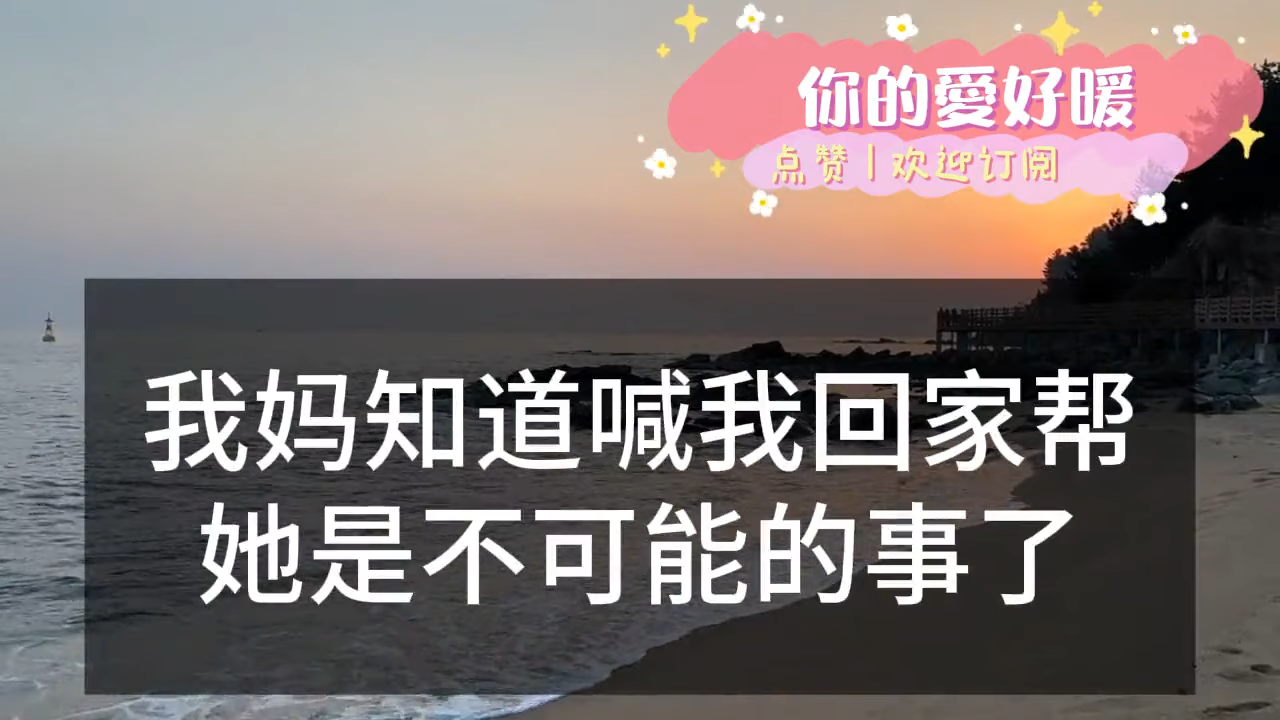 你的愛好暖
点赞 | 欢迎订阅
我妈知道喊我回家帮
她是不可能的事了